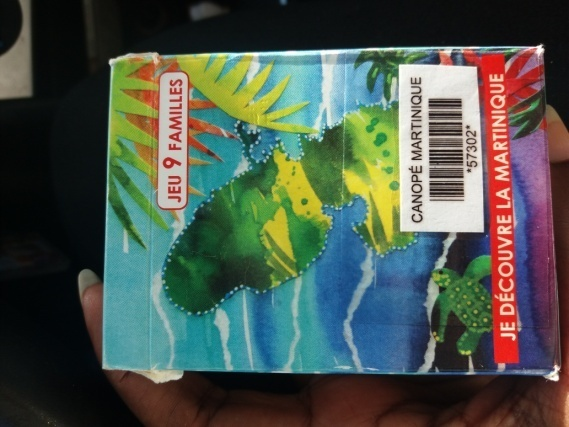 JEU 9 FAMILLES
CANOPÉ MARTINIQUE
*57302*
JE DÉCOUVRE LA MARTINIQUE